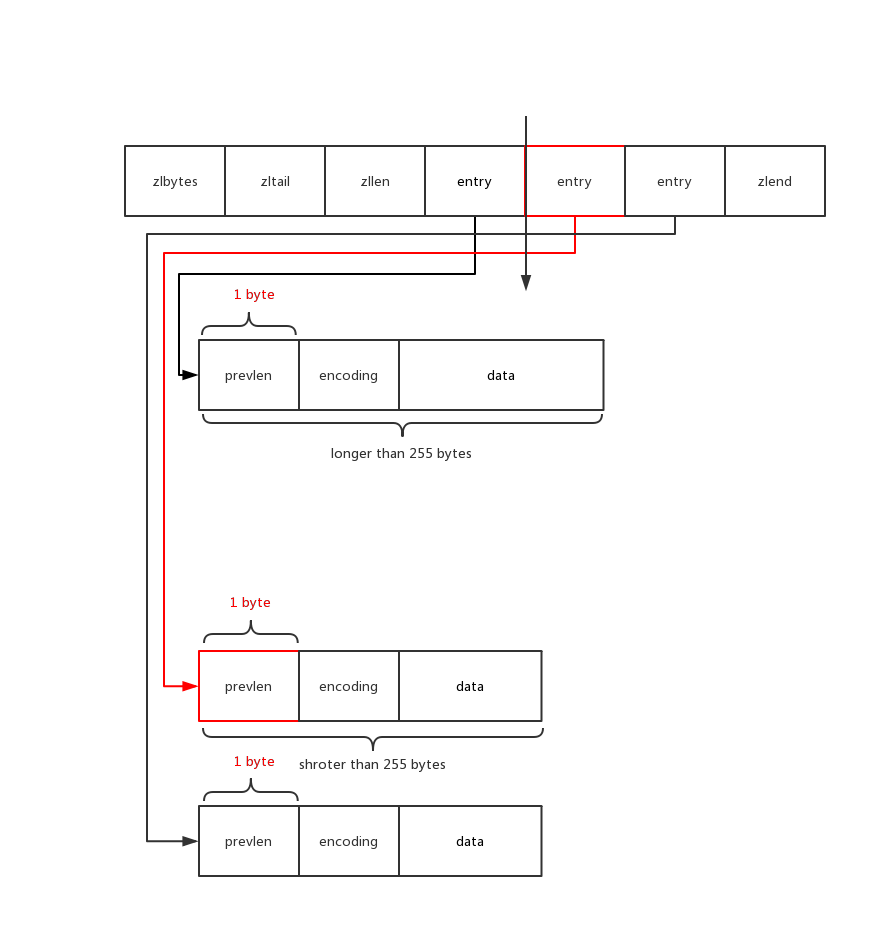 zlbytes zltail zllen entry entry entry zlend
1 byte
prevlen encoding data
longer than 255 bytes
1 byte
prevlen encoding data
1 byte shroter than 255 bytes
prevlen encoding data